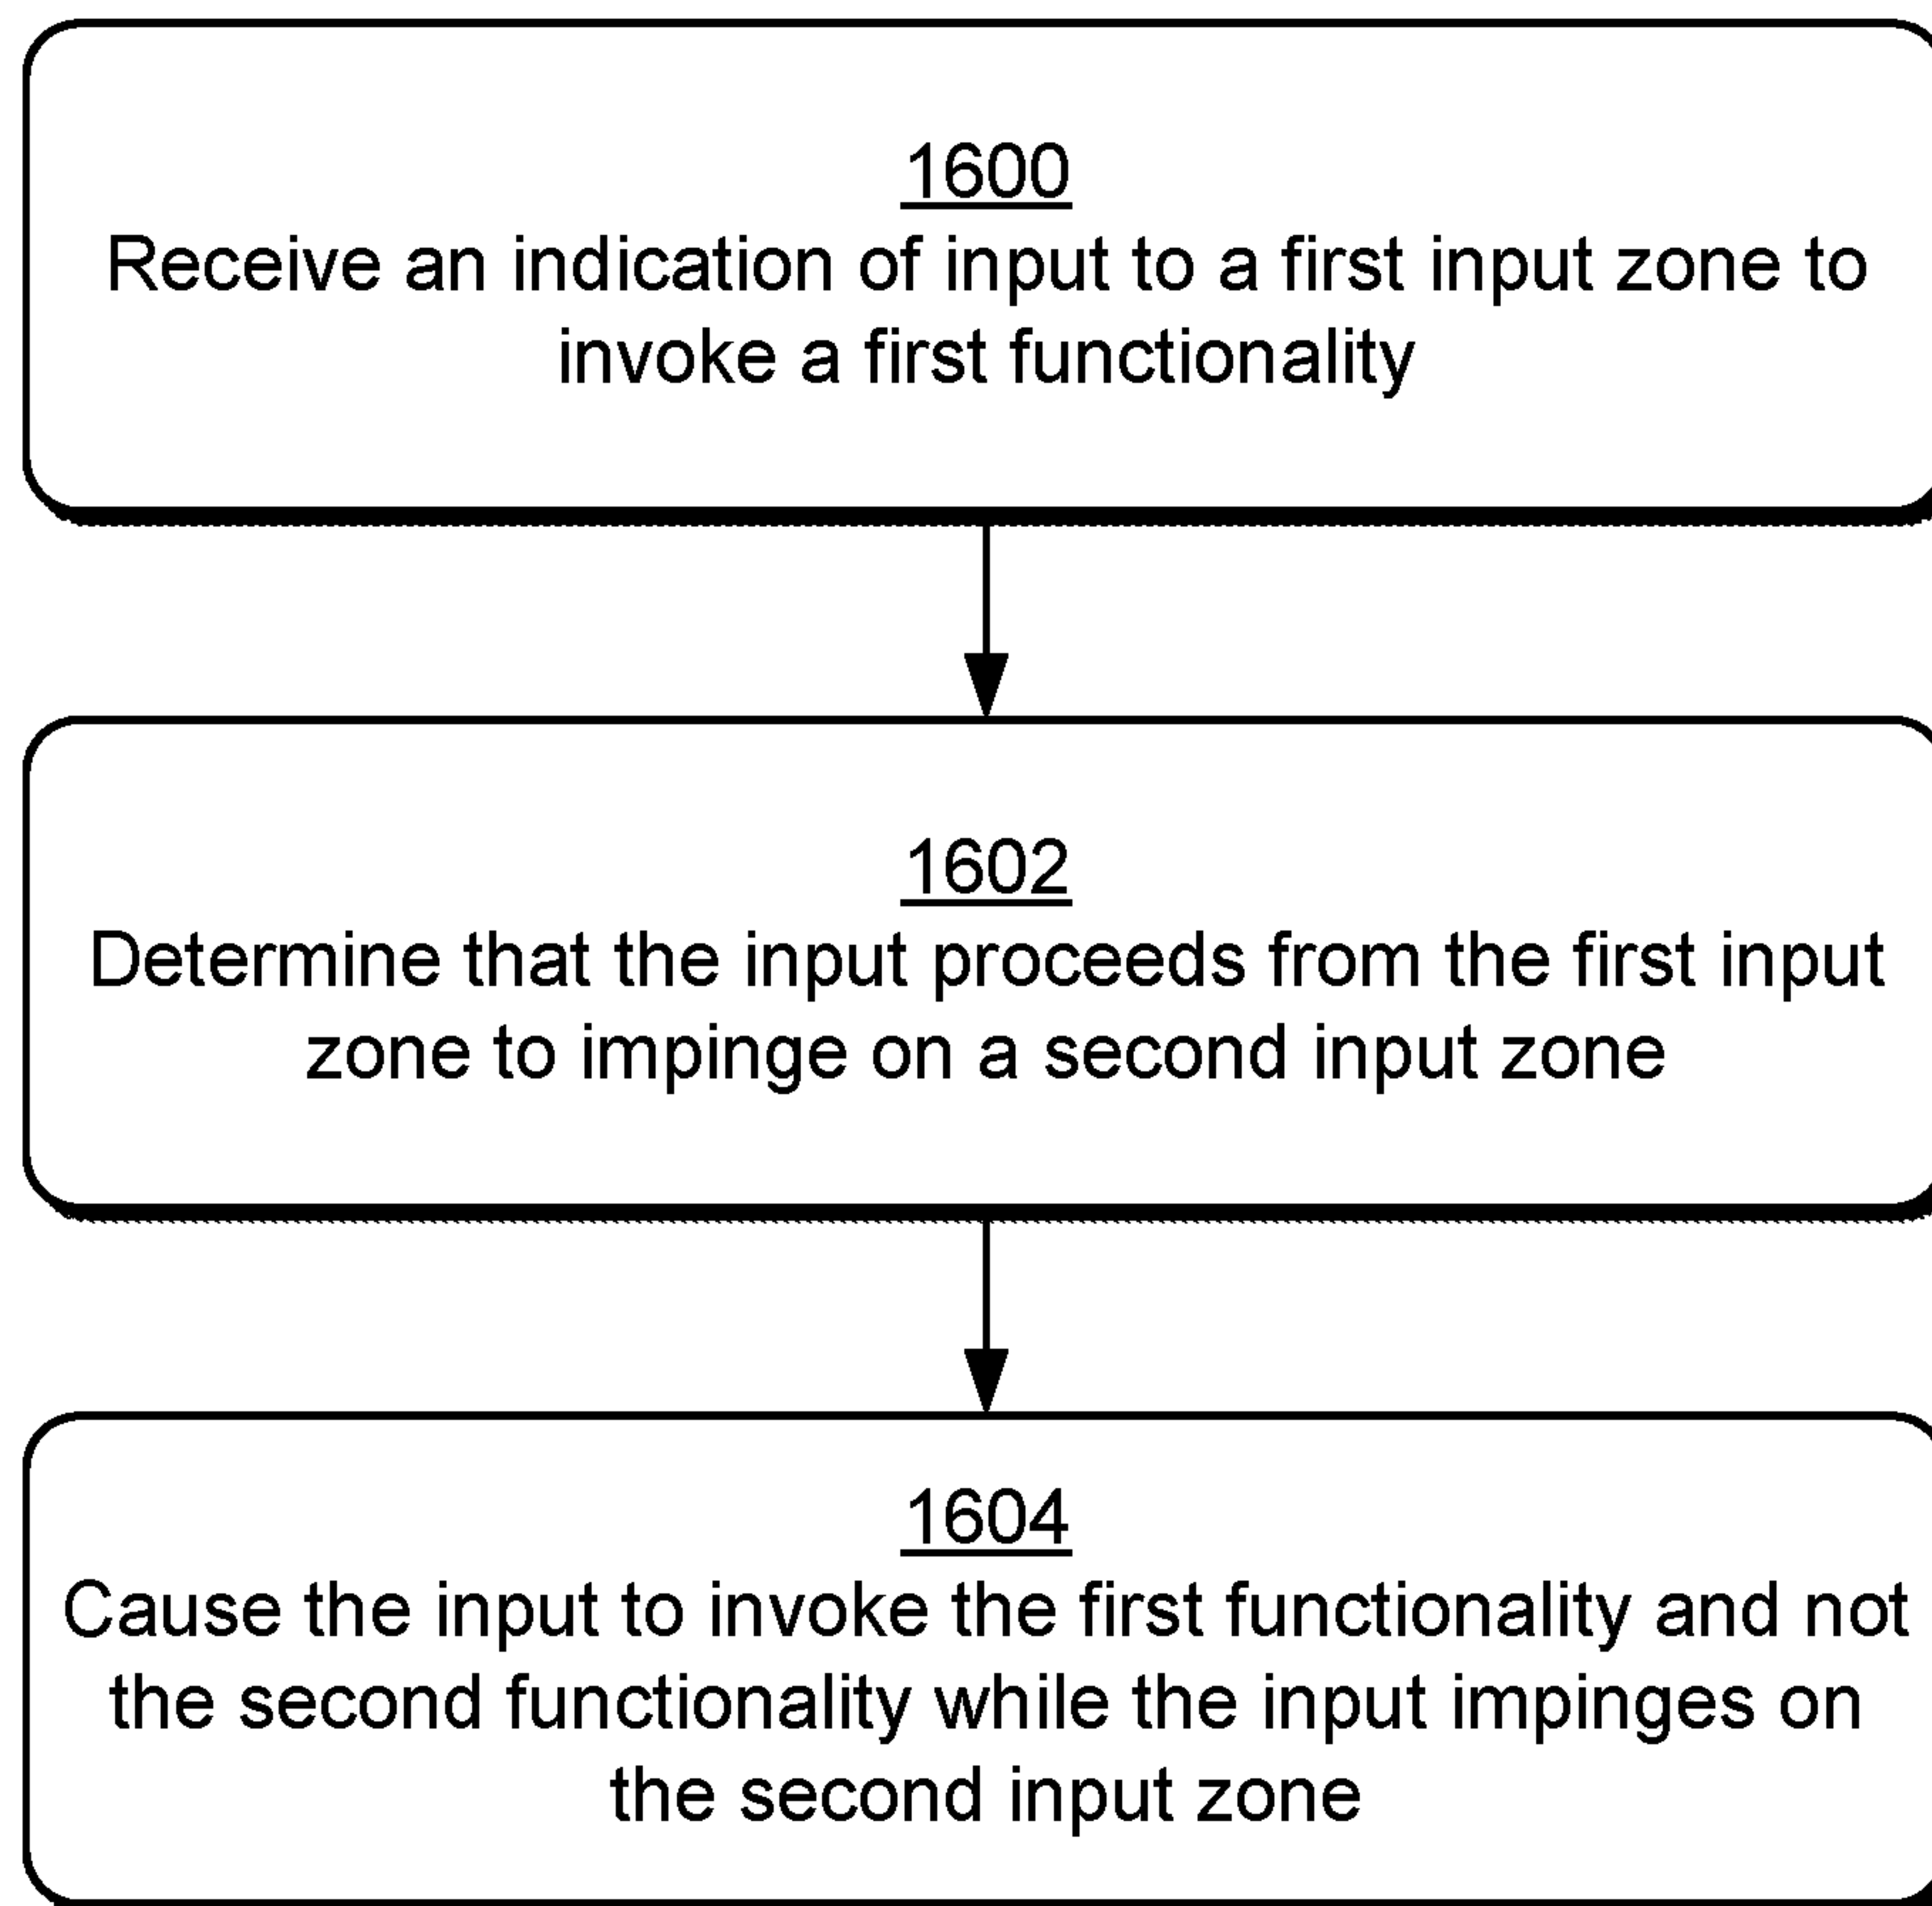 1600
Receive an indication of input to a first input zone to
invoke a first functionality
1602
Determine that the input proceeds from the first input
zone to impinge on a second input zone
1604
Cause the input to invoke the first functionality and not
the second functionality while the input impinges on
the second input zone